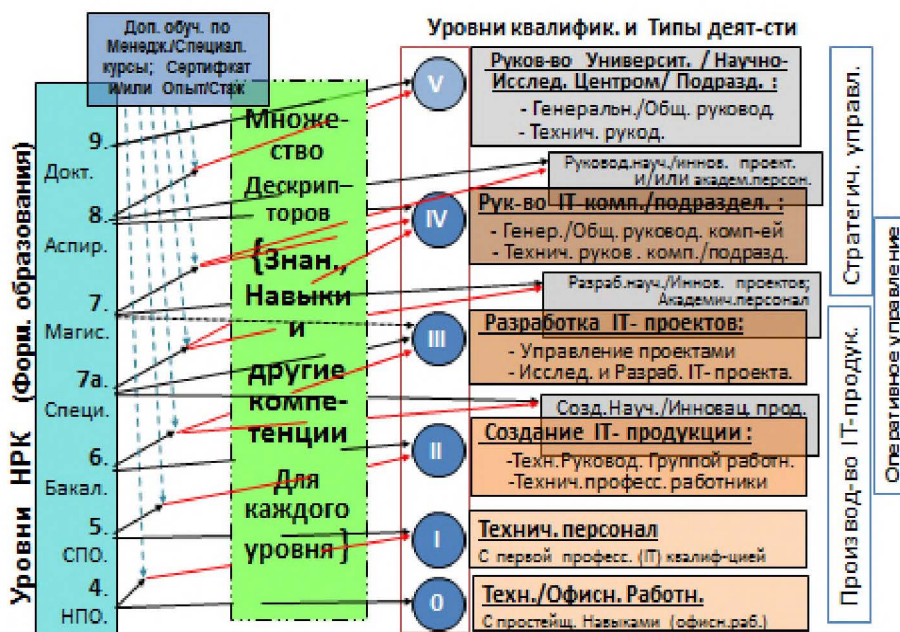 Доп. обуч. по
Менедж./Специал.
курсы; Сертифкат
и/или Опыт/Стаж
Уровни квалифик. и Типы деят-сти
Уровни НРК (Форм. образования)
9.
Докт.
8.
Аспир.
7.
Магис.
7а.
Специ.
6.
Бакал.
5.
СПО.
4.
НПО.
Множе-
ство
Дескрип-
торов
{Знан.,
Навыки
и
другие
компе-
тенции
Для
каждого
уровня}
V
IV
III
II
I
0
Руков-во Университ. / Научно-
Исслед. Центром/ Подразд. :
- Генеральн./Общ. руковод.
- Технич. рукод.
Руковод.науч./иннов. проект.
и/или академ.персон.
Рук-во IT комп./подраздел. :
- Генер./Общ. руковод. комп-ей
- Технич. руков . комп./подразд.
Разраб.науч./Иннов. проектов;
Академич.персонал
Разработка IT- проектов:
- Управление проектами
- Исслед. и Разраб. IT- проекта.
Созд.Науч./Инновац. прод.
Создание IT- продукции :
-Техн.Руковод. Группой работн.
-Технич.професс. работники
Технич. персонал
С первой професс. (IT) квалиф-цией
Техн./Офисн. Работн.
С простейщ. Навыками (офисн.раб.)
Стратегич. управл.
Производ-во IT-продук.
Оперативное управление